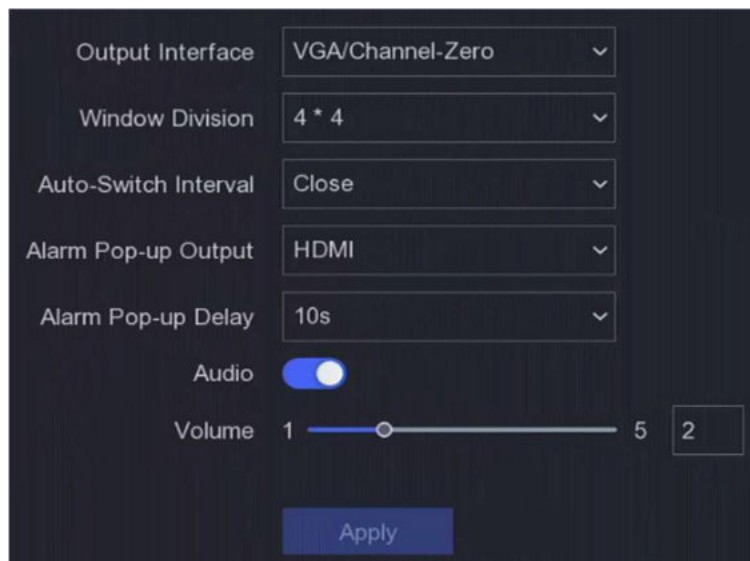 Output Interface VGA/Channel-Zero
Window Division 4 * 4
Auto-Switch Interval Close
Alarm Pop-up Output HDMI
Alarm Pop-up Delay 10s
Audio
Volume 1 5 2
Apply